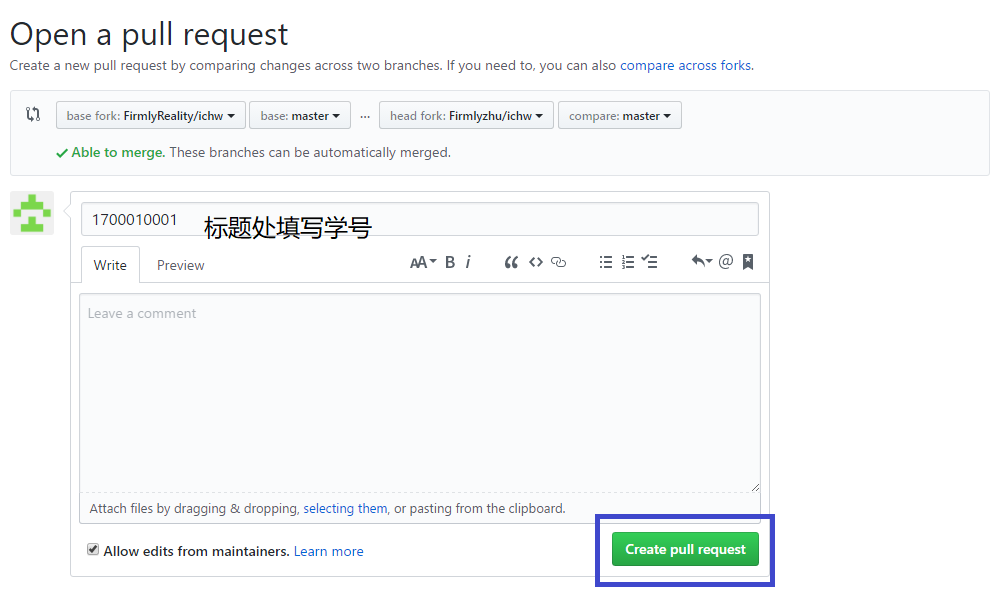 Open a pull request
Create a new pull request by comparing changes across two branches. If you need to, you can also compare across forks.
base fork: FirmlyReality/ichw base: master ... head fork: Firmlyzhu/ichw compare: master
Able to merge. These branches can be automatically merged.
1700010001 标题处填写学号
Write Preview AA B i “ <> @
Leave a comment
Attach files by dragging & dropping, selecting them, or pasting from the clipboard.
Allow edits from maintainers. Learn more
Create pull request